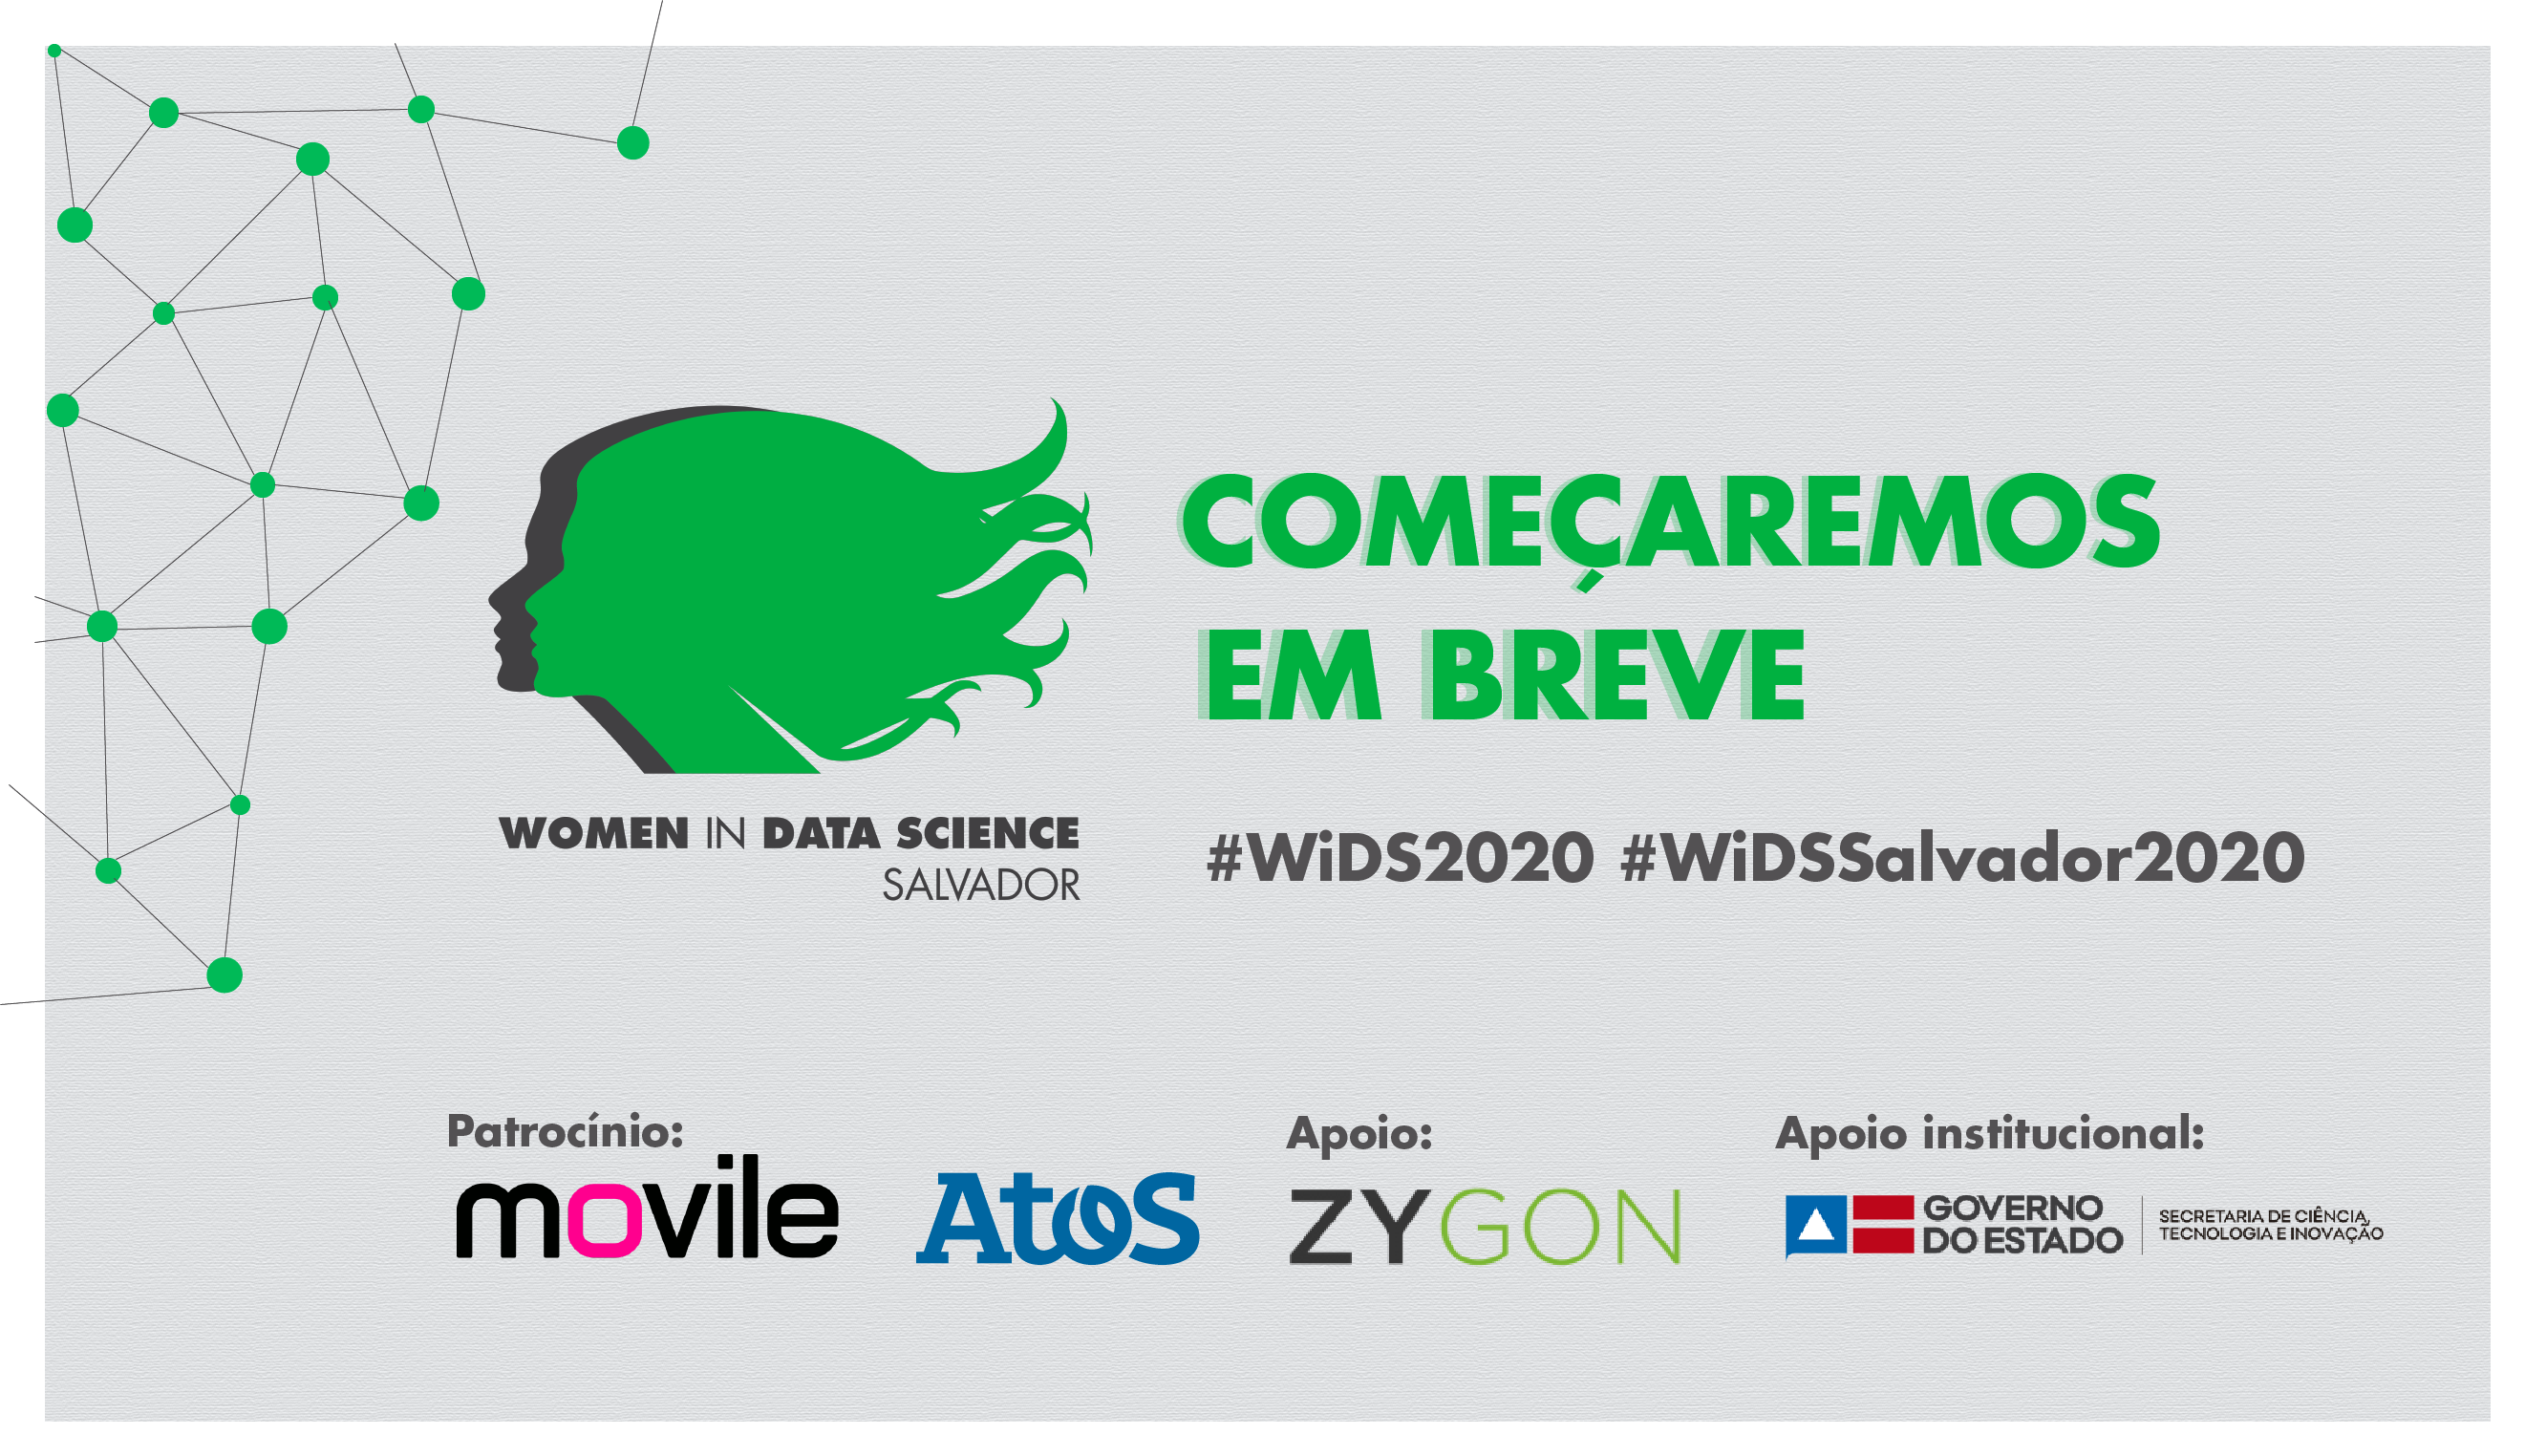 COMEÇAREMOS
EM BREVE
WOMEN IN DATA SCIENCE
SALVADOR
#WiDS2020 #WiDSSalvador2020
Patrocínio:
movile
Atos
Apoio:
ZYGON
Apoio institucional:
GOVERNO
DO ESTADO
SECRETARIA DE CIÊNCIA,
TECNOLOGIA E INOVAÇÃO